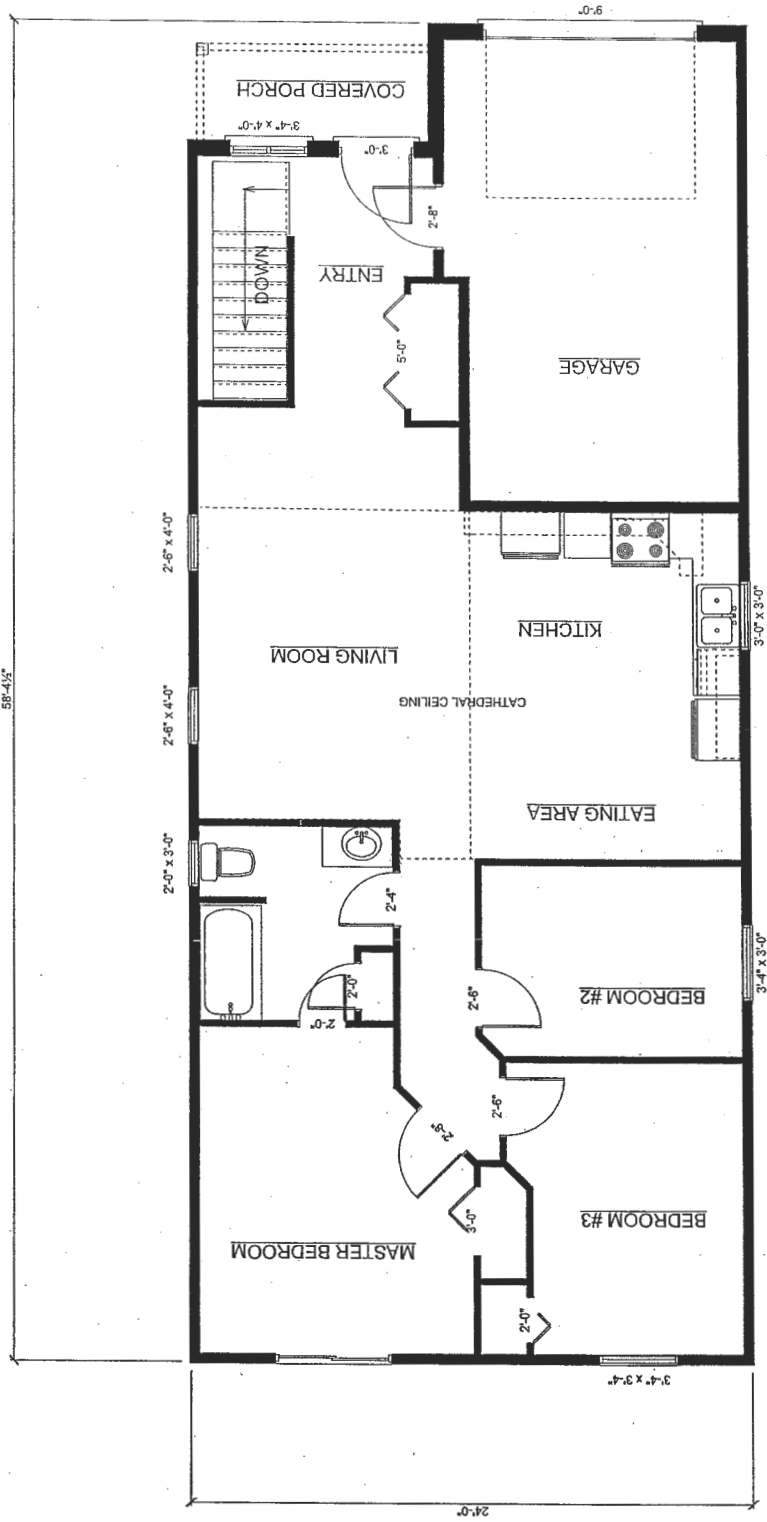 9'-0"
COVERED PORCH
3'-4" x 4'-0"
3'-0"
2'-8"
DOWN
ENTRY
5'-0"
GARAGE
2'-6" x 4'-0"
KITCHEN
3'-0" x 3'-0"
LIVING ROOM
58'-4½"
2'-6" x 4'-0"
CATHEDRAL CEILING
EATING AREA
2'-0" x 3'-0"
2'-4"
2'-0"
2'-0"
2'-6"
BEDROOM #2
3'-4" x 3'-0"
2'-6"
2'-6"
3'-0"
BEDROOM #3
MASTER BEDROOM
2'-0"
3'-4" x 3'-4"
24'-0"